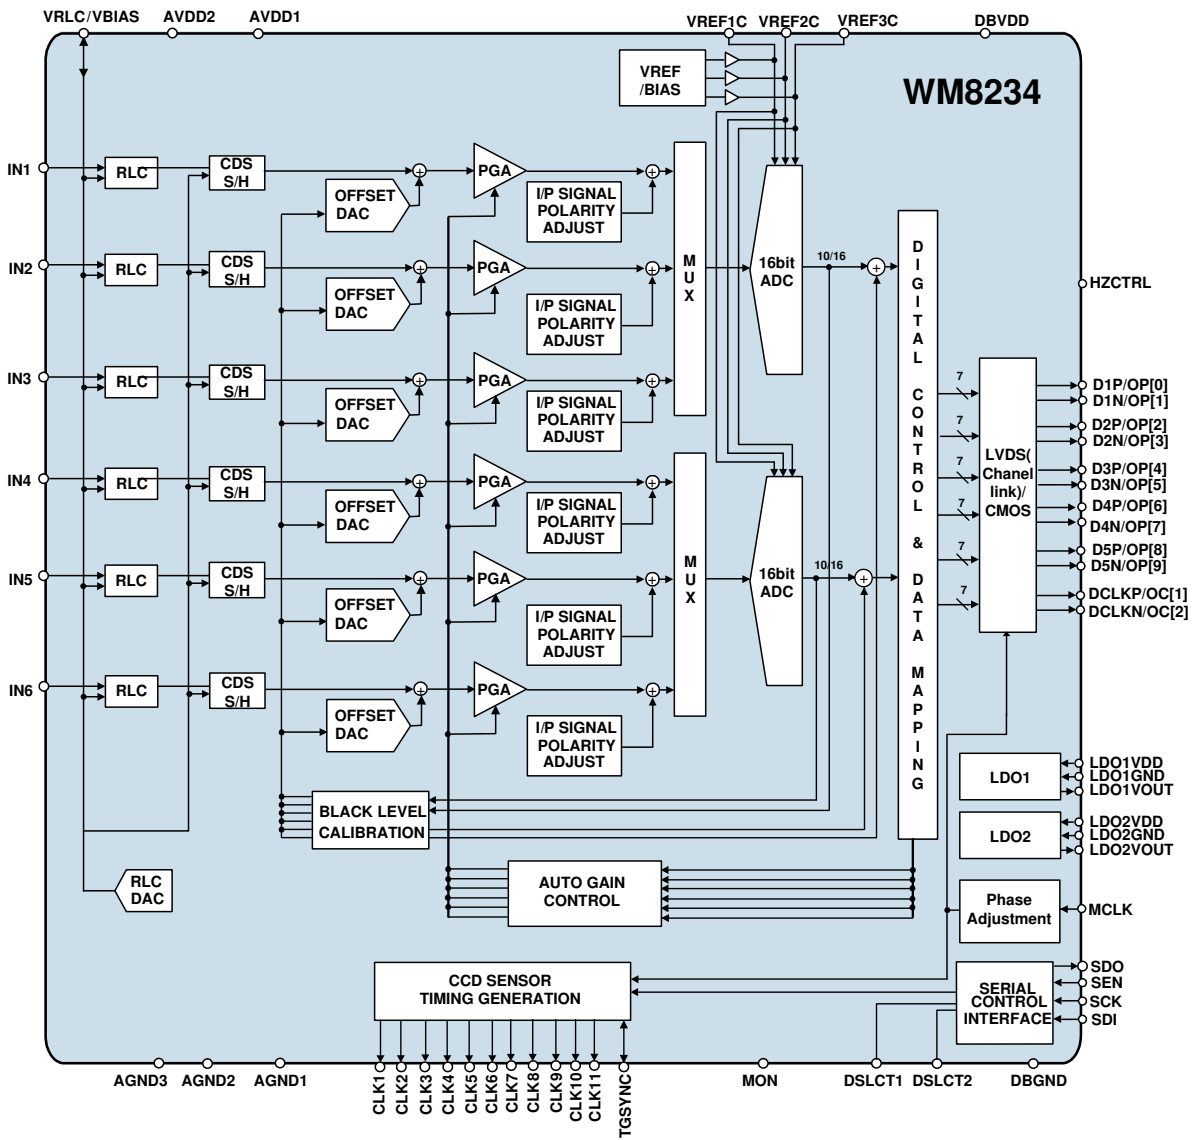 VRLC/VBIAS AVDD2 AVDD1 VREF1C VREF2C VREF3C DBVDD
VREF
/BIAS
WM8234
IN1
RLC
CDS
S/H
OFFSET
DAC
PGA
I/P SIGNAL
POLARITY
ADJUST
IN2
RLC
CDS
S/H
OFFSET
DAC
PGA
I/P SIGNAL
POLARITY
ADJUST
IN3
RLC
CDS
S/H
OFFSET
DAC
PGA
I/P SIGNAL
POLARITY
ADJUST
MUX
16bit
ADC
10/16
IN4
RLC
CDS
S/H
OFFSET
DAC
PGA
I/P SIGNAL
POLARITY
ADJUST
IN5
RLC
CDS
S/H
OFFSET
DAC
PGA
I/P SIGNAL
POLARITY
ADJUST
IN6
RLC
CDS
S/H
OFFSET
DAC
PGA
I/P SIGNAL
POLARITY
ADJUST
MUX
16bit
ADC
10/16
DIGITAL CONTROL & DATA MAPPING
7
7
7
7
7
7
LVDS(
Chanel
link)/
CMOS
HZCTRL
D1P/OP[0]
D1N/OP[1]
D2P/OP[2]
D2N/OP[3]
D3P/OP[4]
D3N/OP[5]
D4P/OP[6]
D4N/OP[7]
D5P/OP[8]
D5N/OP[9]
DCLKP/OC[1]
DCLKN/OC[2]
BLACK LEVEL
CALIBRATION
RLC
DAC
AUTO GAIN
CONTROL
LDO1
LDO1VDD
LDO1GND
LDO1VOUT
LDO2
LDO2VDD
LDO2GND
LDO2VOUT
Phase
Adjustment
MCLK
CCD SENSOR
TIMING GENERATION
SERIAL
CONTROL
INTERFACE
SDO
SEN
SCK
SDI
AGND3 AGND2 AGND1
CLK1
CLK2
CLK3
CLK4
CLK5
CLK6
CLK7
CLK8
CLK9
CLK10
CLK11
TGSYNC
MON DSLCT1 DSLCT2 DBGND